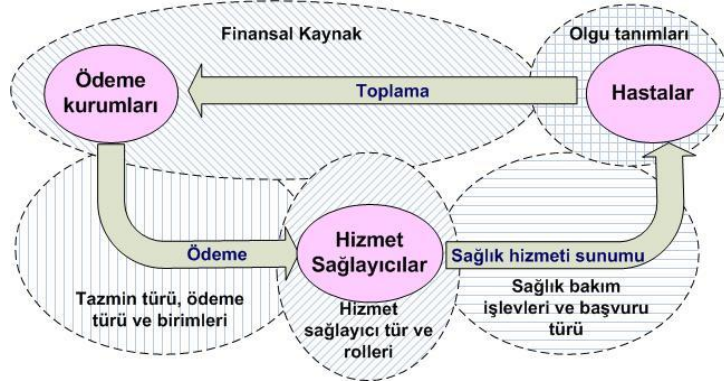 Finansal Kaynak
Olgu tanımları
Ödeme
kurumları
Toplama
Hastalar
Ödeme
Hizmet
Sağlayıcılar
Sağlık hizmeti sunumu
Tazmin türü, ödeme
türü ve birimleri
Hizmet
sağlayıcı tür ve
rolleri
Sağlık bakım
işlevleri ve başvuru
türü